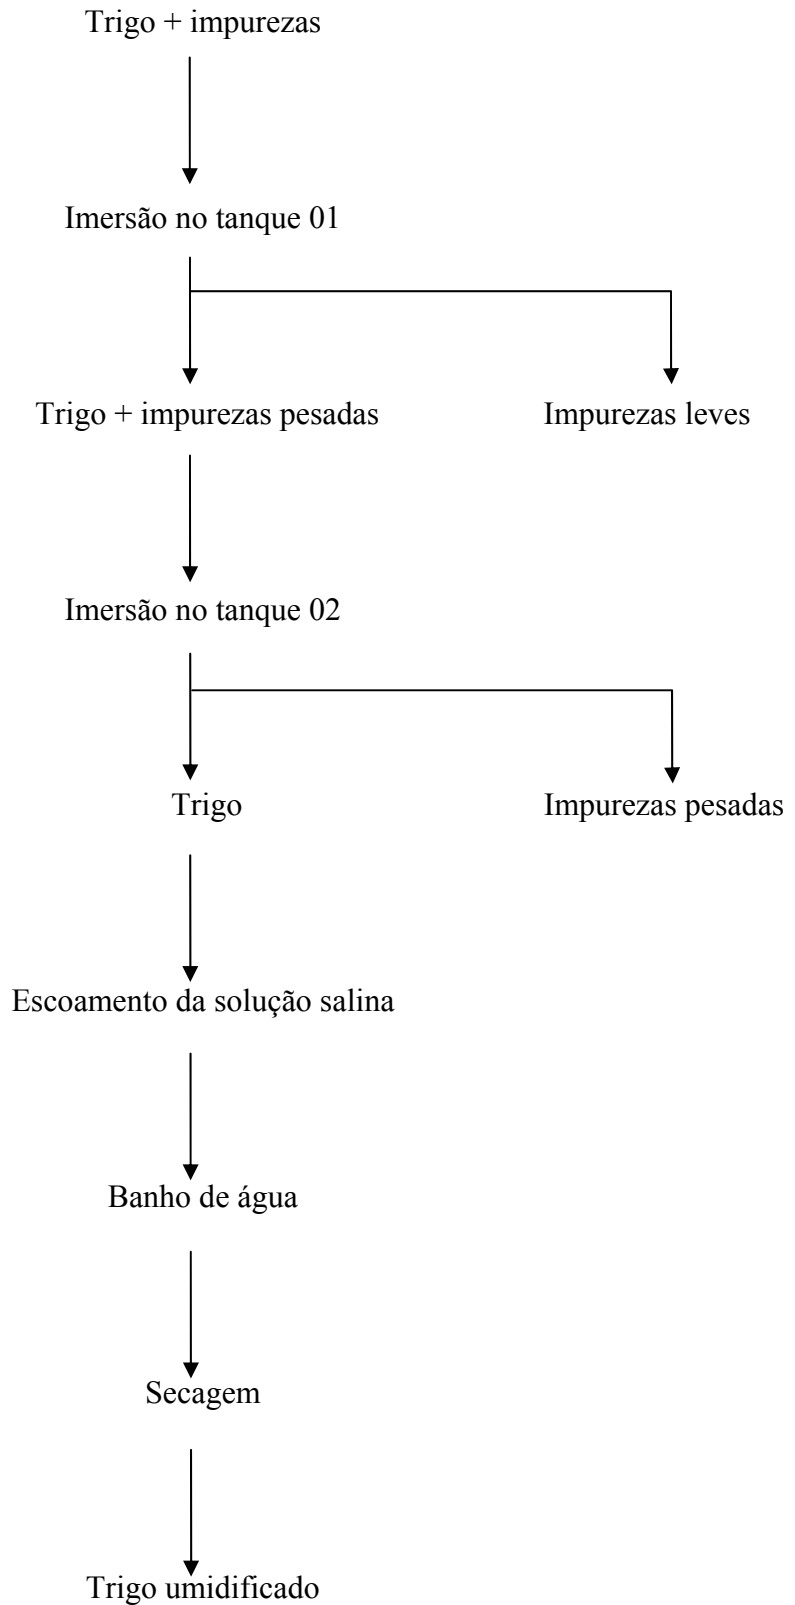 Trigo + impurezas
Imersão no tanque 01
Trigo + impurezas pesadas
Impurezas leves
Imersão no tanque 02
Trigo
Impurezas pesadas
Escoamento da solução salina
Banho de água
Secagem
Trigo umidificado